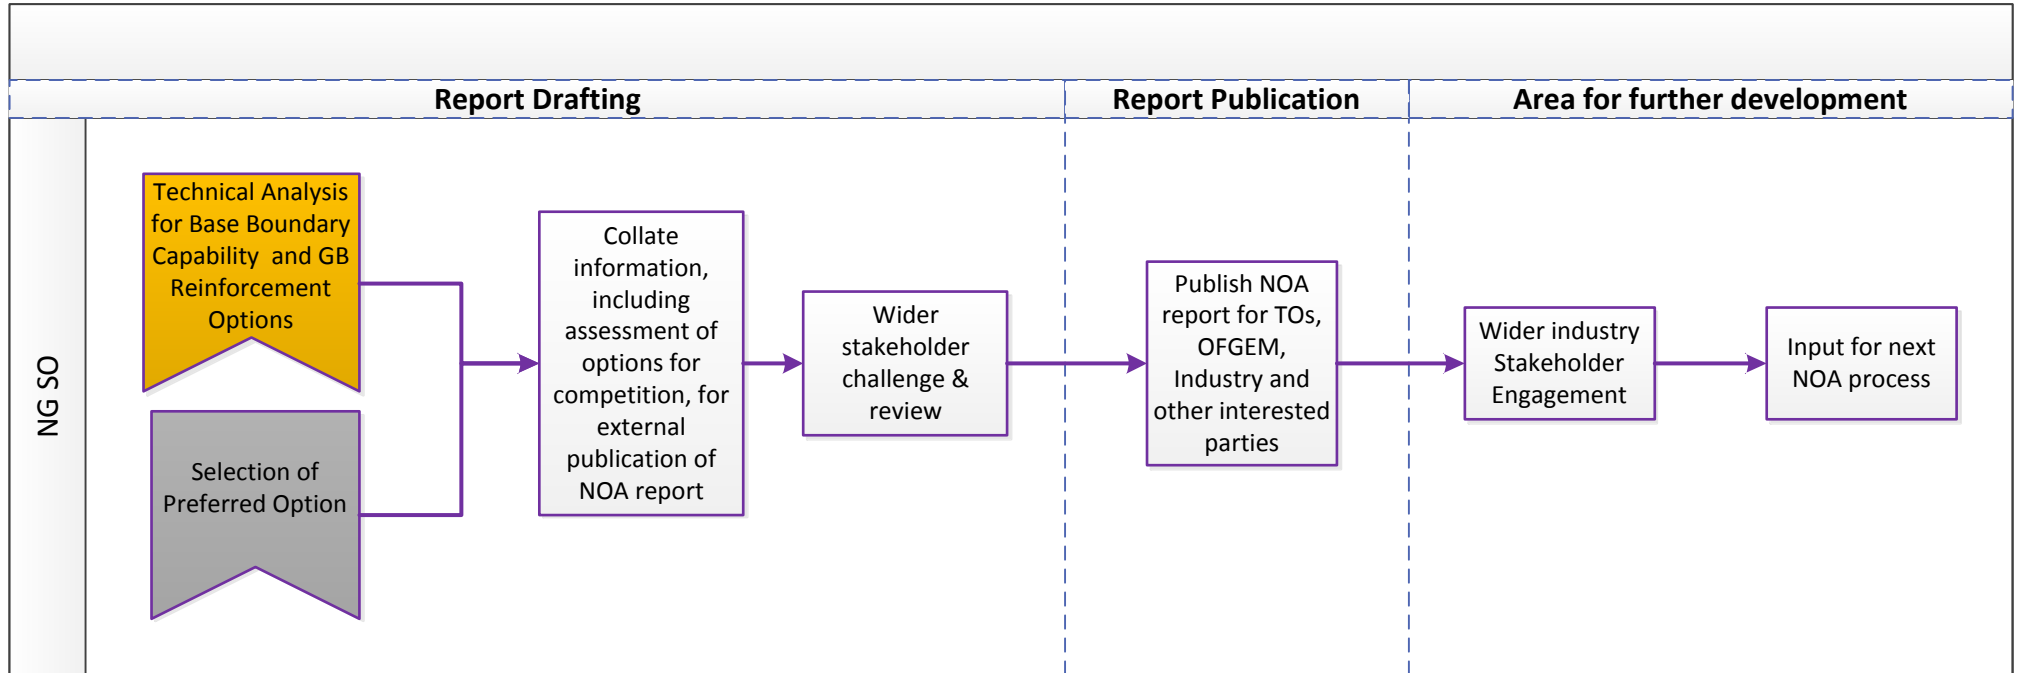 Report Drafting
Report Publication
Area for further development
NG SO
Technical Analysis
for Base Boundary
Capability and GB
Reinforcement
Options
Selection of
Preferred Option
Collate
information,
including
assessment of
options for
competition, for
external
publication of
NOA report
Wider
stakeholder
challenge &
review
Publish NOA
report for TOs,
OFGEM,
Industry and
other interested
parties
Wider industry
Stakeholder
Engagement
Input for next
NOA process